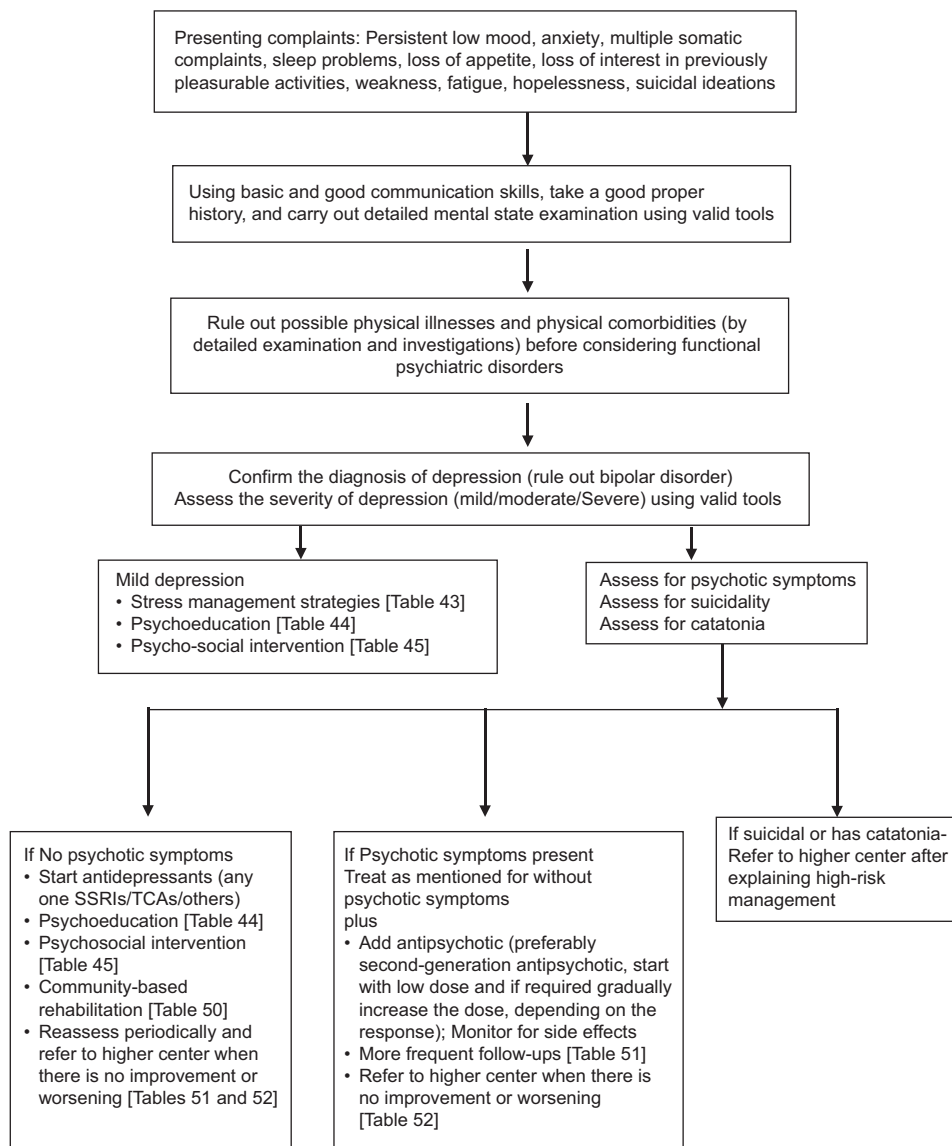 Presenting complaints: Persistent low mood, anxiety, multiple somatic
complaints, sleep problems, loss of appetite, loss of interest in previously
pleasurable activities, weakness, fatigue, hopelessness, suicidal ideations
Using basic and good communication skills, take a good proper
history, and carry out detailed mental state examination using valid tools
Rule out possible physical illnesses and physical comorbidities (by
detailed examination and investigations) before considering functional
psychiatric disorders
Confirm the diagnosis of depression (rule out bipolar disorder)
Assess the severity of depression (mild/moderate/Severe) using valid tools
Mild depression
• Stress management strategies [Table 43]
• Psychoeducation [Table 44]
• Psycho-social intervention [Table 45]
Assess for psychotic symptoms
Assess for suicidality
Assess for catatonia
If No psychotic symptoms
• Start antidepressants (any
one SSRIs/TCAs/others)
• Psychoeducation [Table 44]
• Psychosocial intervention
[Table 45]
• Community-based
rehabilitation [Table 50]
• Reassess periodically and
refer to higher center when
there is no improvement or
worsening [Tables 51 and 52]
If Psychotic symptoms present
Treat as mentioned for without
psychotic symptoms
plus
• Add antipsychotic (preferably
second-generation antipsychotic, start
with low dose and if required gradually
increase the dose, depending on the
response); Monitor for side effects
• More frequent follow-ups [Table 51]
• Refer to higher center when there is
no improvement or worsening
[Table 52]
If suicidal or has catatonia-
Refer to higher center after
explaining high-risk
management